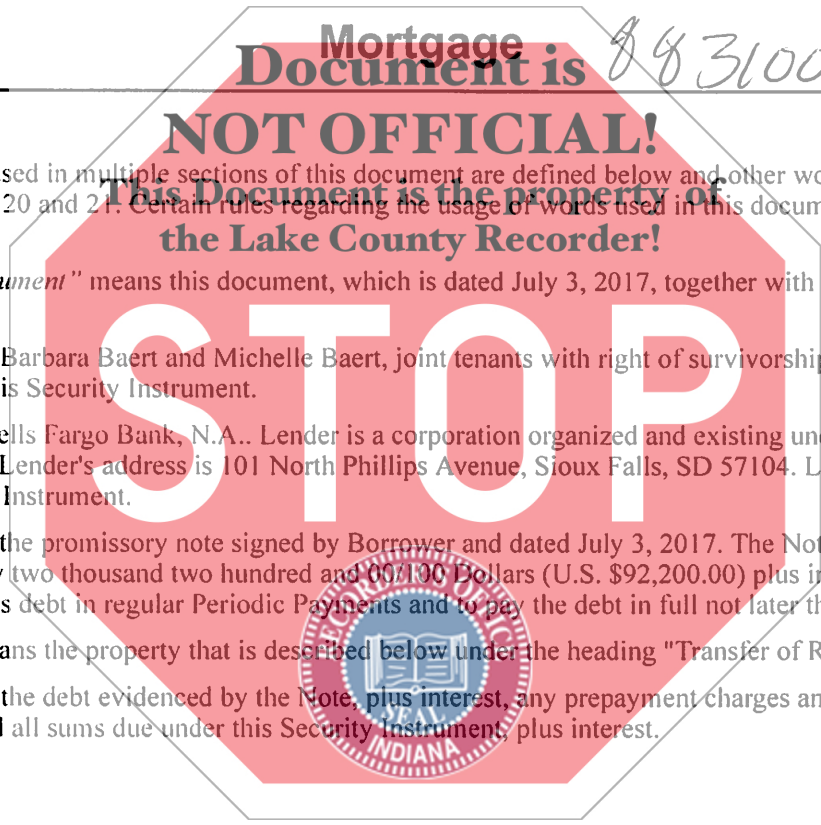 Mortgage
883100
Document is
NOT OFFICIAL!
This Document is the property of
the Lake County Recorder!
sed in multiple sections of this document are defined below and other wo
20 and 21. Certain rules regarding the usage of words used in this docum
ument" means this document, which is dated July 3, 2017, together with
STOP
Barbara Baert and Michelle Baert, joint tenants with right of survivorship
is Security Instrument.
ells Fargo Bank, N.A.. Lender is a corporation organized and existing un
Lender's address is 101 North Phillips Avenue, Sioux Falls, SD 57104. L
Instrument.
the promissory note signed by Borrower and dated July 3, 2017. The Not
y two thousand two hundred and 00/100 Dollars (U.S. $92,200.00) plus in
s debt in regular Periodic Payments and to pay the debt in full not later th
ans the property that is described below under the heading "Transfer of R
the debt evidenced by the Note, plus interest, any prepayment charges an
l all sums due under this Security Instrument, plus interest.
SEAL
INDIANA